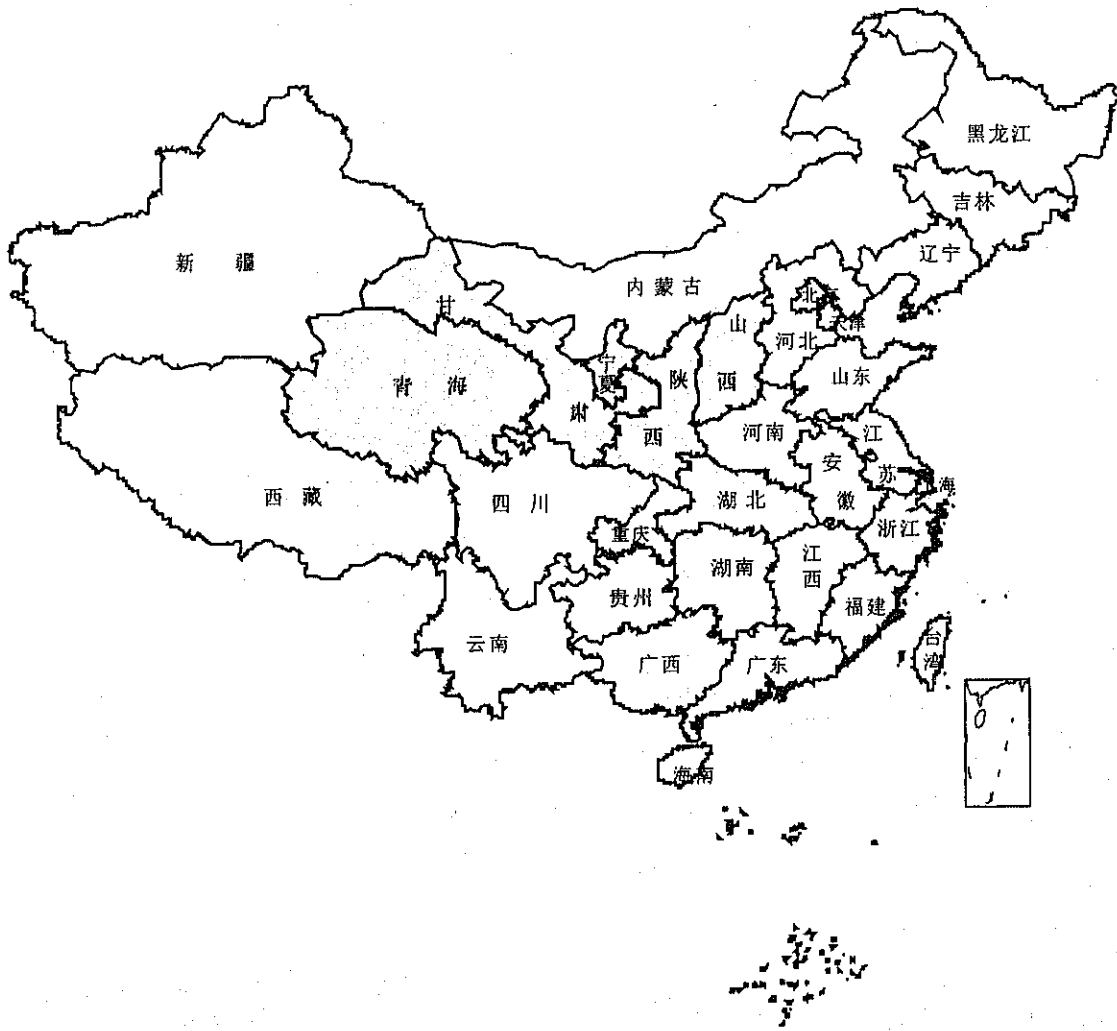 黑龙江
吉林
辽宁
新疆
内蒙古
甘肃
北京
天津
河北
山西
山东
宁夏
陕西
青海
河南
江苏
安徽
西藏
四川
重庆
湖北
海
浙江
湖南
江西
贵州
福建
云南
广西
广东
台湾
海南